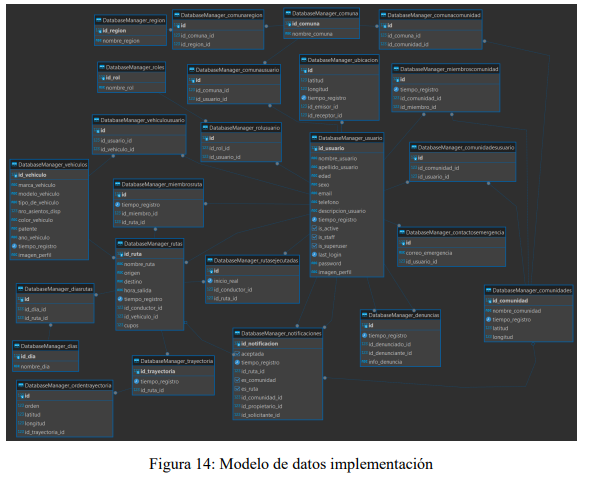 DatabaseManager_region
id_region
nombre_region
DatabaseManager_comunaregion
id
id_comuna_id
id_region_id
DatabaseManager_comuna
id_comuna
nombre_comuna
DatabaseManager_comunacomunidad
id
id_comuna_id
id_comunidad_id
DatabaseManager_roles
id_rol
nombre_rol
DatabaseManager_comunausuario
id
id_comuna_id
id_usuario_id
DatabaseManager_ubicacion
id
latitud
longitud
tiempo_registro
id_emisor_id
id_receptor_id
DatabaseManager_miembroscomunidad
id
tiempo_registro
id_comunidad_id
id_miembro_id
DatabaseManager_vehiculousuario
id
id_usuario_id
id_vehiculo_id
DatabaseManager_rolusuario
id
id_rol_id
id_usuario_id
DatabaseManager_usuario
id_usuario
nombre_usuario
apellido_usuario
edad
sexo
email
telefono
descripcion_usuario
tiempo_registro
is_active
is_staff
is_superuser
last_login
password
imagen_perfil
DatabaseManager_comunidadesusuario
id
id_comunidad_id
id_usuario_id
DatabaseManager_vehiculos
id_vehiculo
marca_vehiculo
modelo_vehiculo
tipo_de_vehiculo
nro_asientos_disp
color_vehiculo
patente
ano_vehiculo
tiempo_registro
imagen_perfil
DatabaseManager_miembrosruta
id
tiempo_registro
id_miembro_id
id_ruta_id
DatabaseManager_rutas
id_ruta
nombre_ruta
origen
destino
hora_salida
tiempo_registro
id_conductor_id
id_vehiculo_id
cupos
DatabaseManager_rutasejecutadas
id
inicio_real
id_conductor_id
id_ruta_id
DatabaseManager_contactosemergencia
id
correo_emergencia
id_usuario_id
DatabaseManager_diasrutas
id
id_dia_id
id_ruta_id
DatabaseManager_comunidades
id_comunidad
nombre_comunidad
tiempo_registro
latitud
longitud
DatabaseManager_denuncias
id
tiempo_registro
id_denunciado_id
id_denunciante_id
info_denuncia
DatabaseManager_notificaciones
id_notificacion
aceptada
tiempo_registro
id_ruta_id
es_comunidad
es_ruta
id_comunidad_id
id_propietario_id
id_solicitante_id
DatabaseManager_dias
id_dia
nombre_dia
DatabaseManager_trayectoria
id_trayectoria
tiempo_registro
id_ruta_id
DatabaseManager_ordentrayectoria
id
orden
latitud
longitud
id_trayectoria_id
Figura 14: Modelo de datos implementación